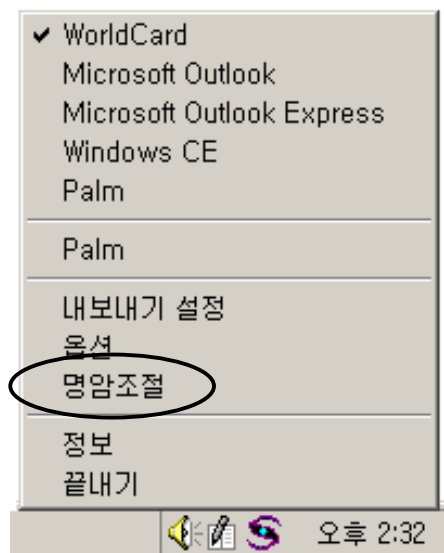 WorldCard
Microsoft Outlook
Microsoft Outlook Express
Windows CE
Palm
Palm
내보내기 설정
옵션
명암조절
정보
끝내기
오후 2:32